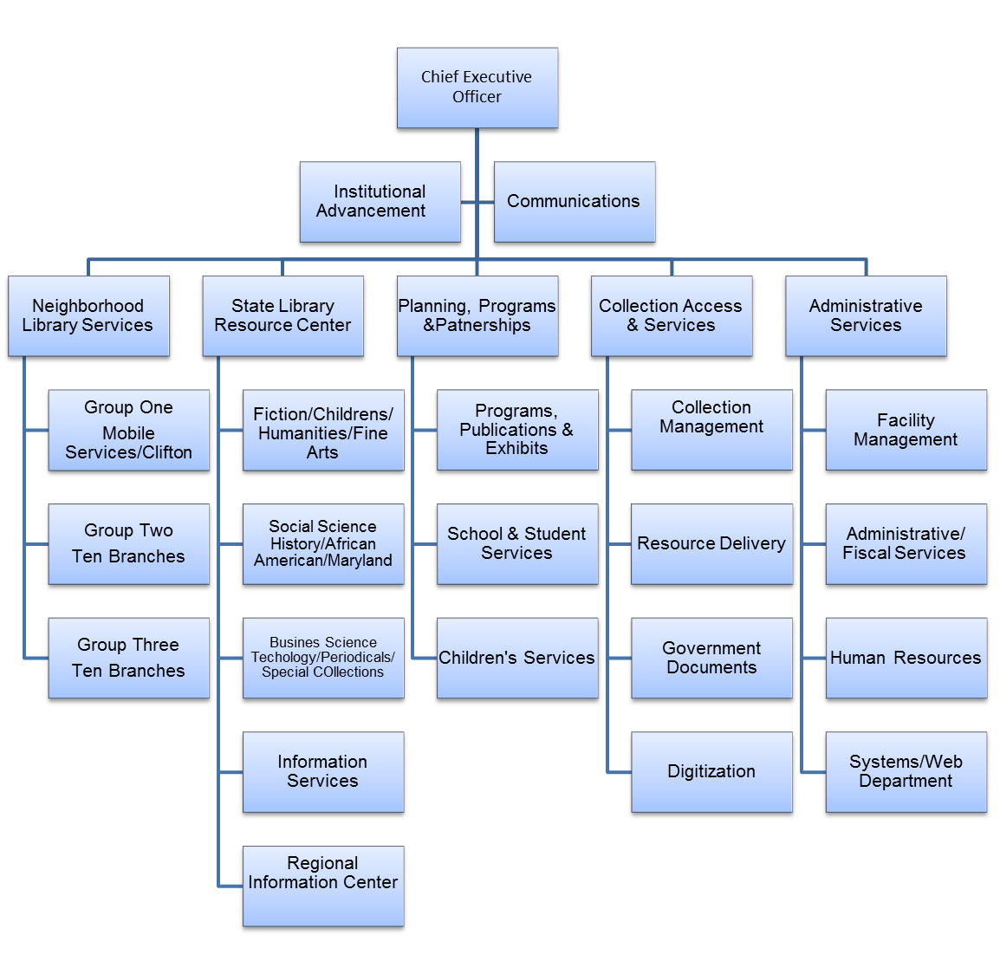 Chief Executive
Officer
Institutional
Advancement
Communications
Neighborhood
Library Services
State Library
Resource Center
Planning, Programs
&Patnerships
Collection Access
& Services
Administrative
Services
Group One
Mobile
Services/Clifton
Fiction/Childrens/
Humanities/Fine
Arts
Programs,
Publications &
Exhibits
Collection
Management
Facility
Management
Group Two
Ten Branches
Social Science
History/African
American/Maryland
School & Student
Services
Resource Delivery
Administrative/
Fiscal Services
Group Three
Ten Branches
Busines Science
Techology/Periodicals/
Special COllections
Children's Services
Government
Documents
Human Resources
Information
Services
Digitization
Systems/Web
Department
Regional
Information Center